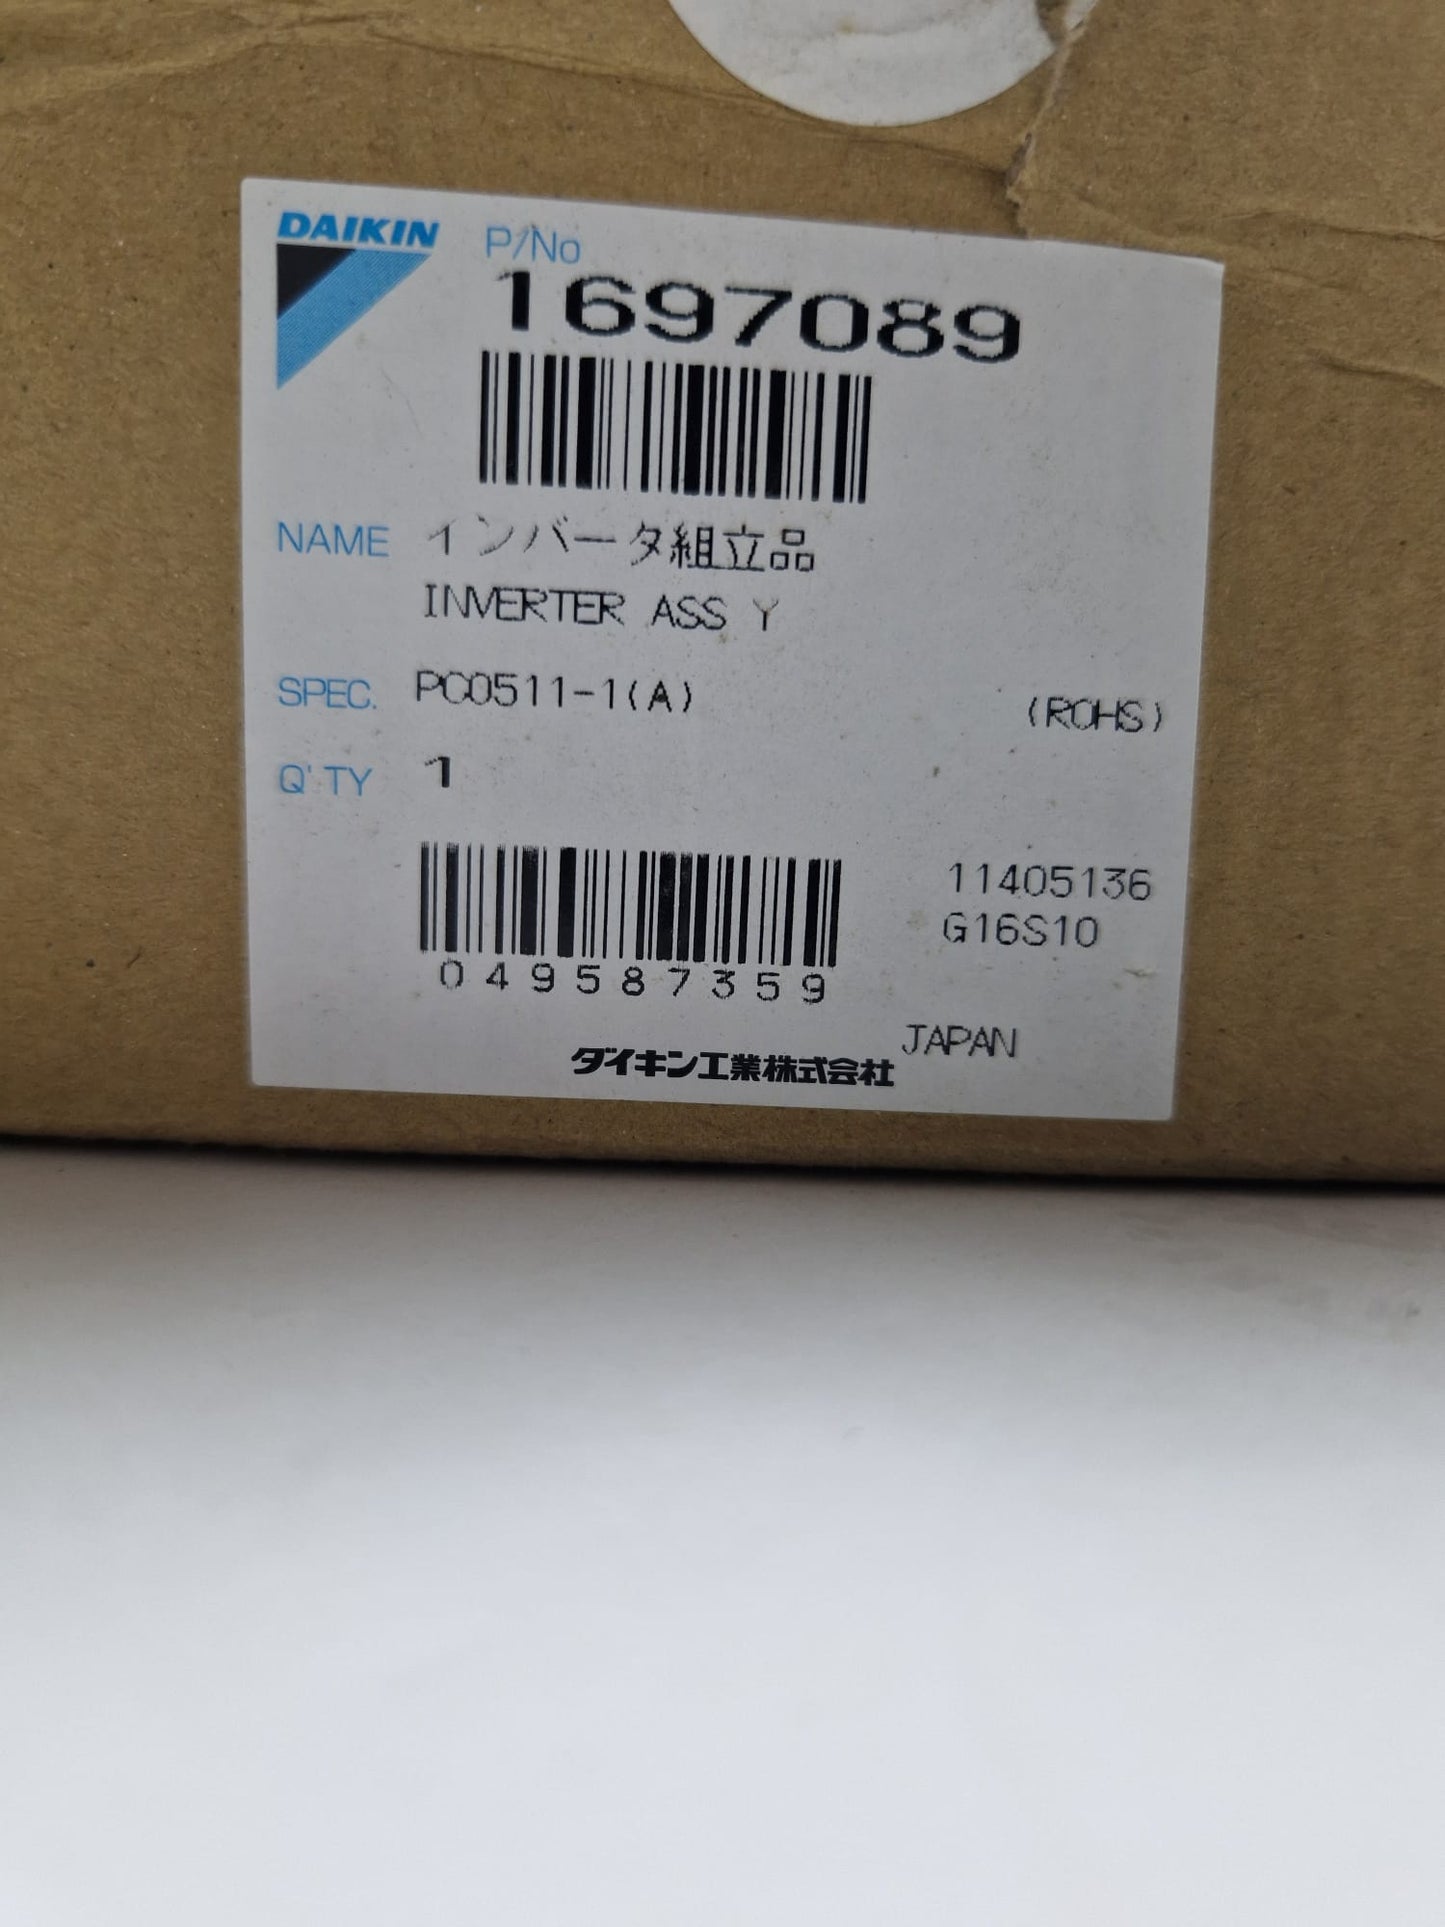 DAIKIN
P/No
1697089
NAME インバータ組立品
INVERTER ASS Y
SPEC. PC0511-1(A) (ROHS)
Q'TY 1
11405136
G16S10
049587359
JAPAN
ダイキン工業株式会社